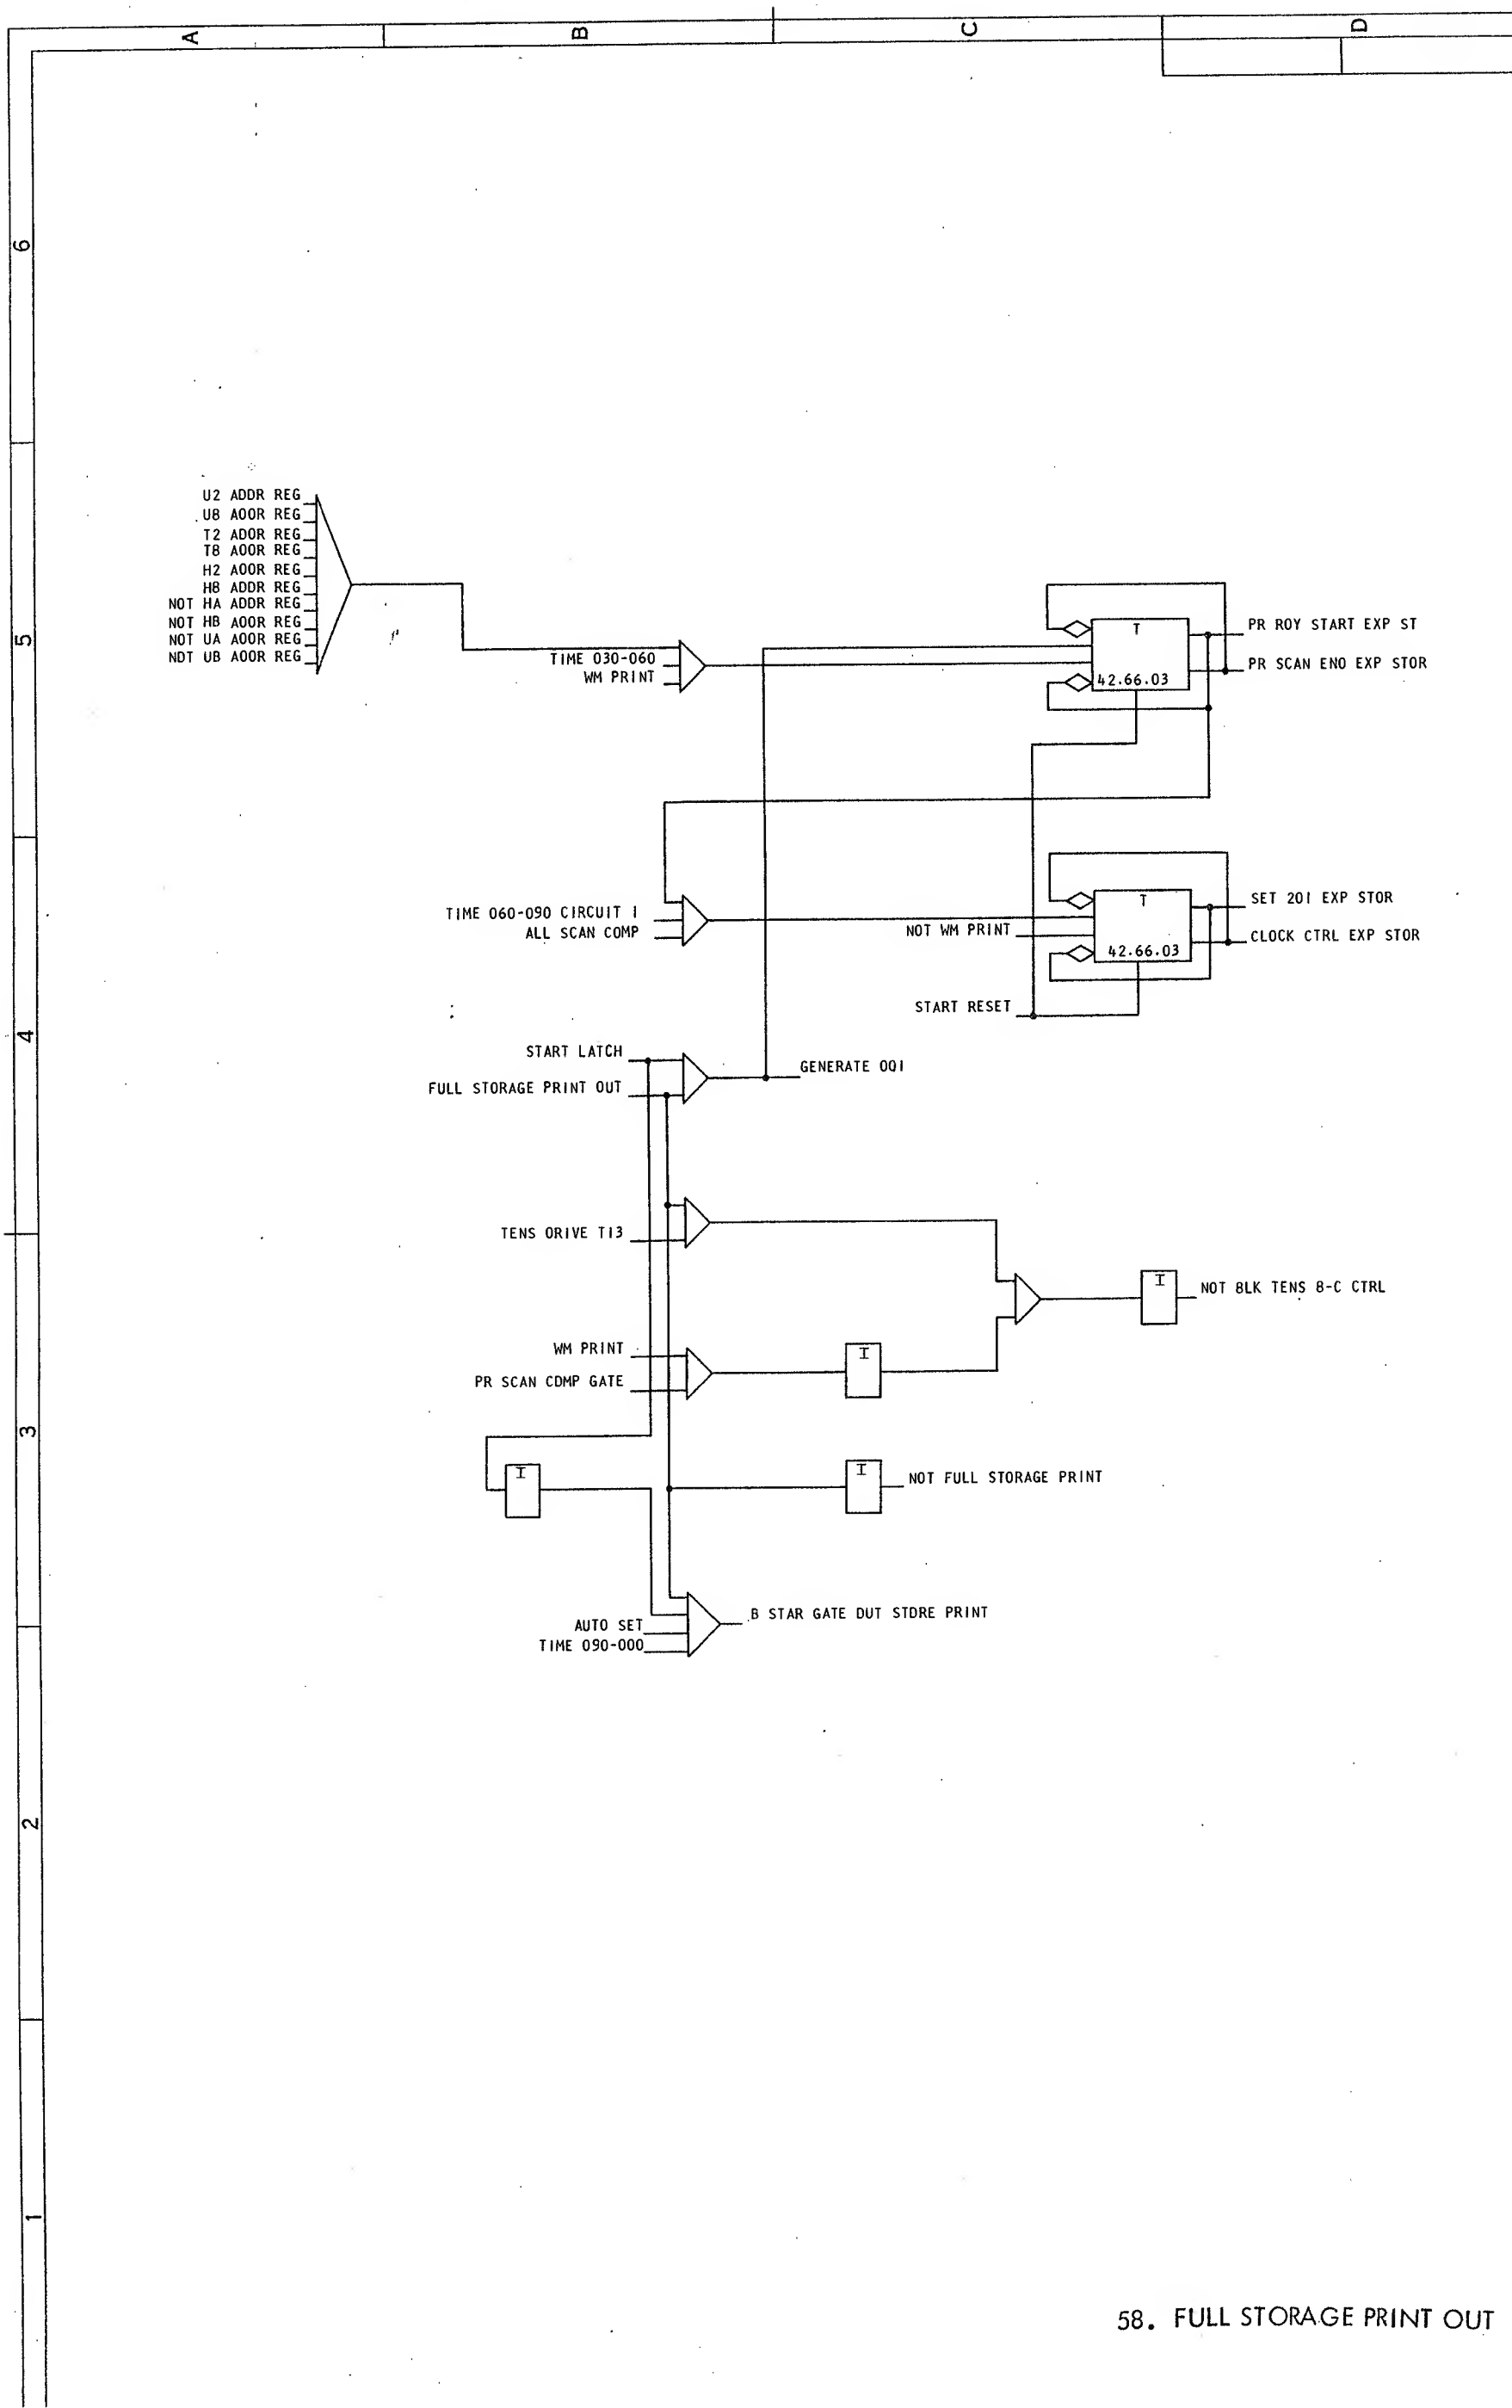 A
B
C
D
6
U2 ADDR REG
U8 AOOR REG
T2 ADOR REG
T8 AOOR REG
H2 AOOR REG
H8 ADDR REG
NOT HA ADDR REG
NOT HB AOOR REG
NOT UA AOOR REG
NDT UB AOOR REG
5
TIME 030-060
WM PRINT
T
42.66.03
PR ROY START EXP ST
PR SCAN ENO EXP STOR
TIME 060-090 CIRCUIT 1
ALL SCAN COMP
NOT WM PRINT
T
42.66.03
SET 201 EXP STOR
CLOCK CTRL EXP STOR
START RESET
4
START LATCH
FULL STORAGE PRINT OUT
GENERATE 001
TENS ORIVE T13
I
NOT 8LK TENS 8-C CTRL
WM PRINT
PR SCAN CDMP GATE
I
3
I
I
NOT FULL STORAGE PRINT
AUTO SET
TIME 090-000
B STAR GATE DUT STDRE PRINT
2
1
58. FULL STORAGE PRINT OUT